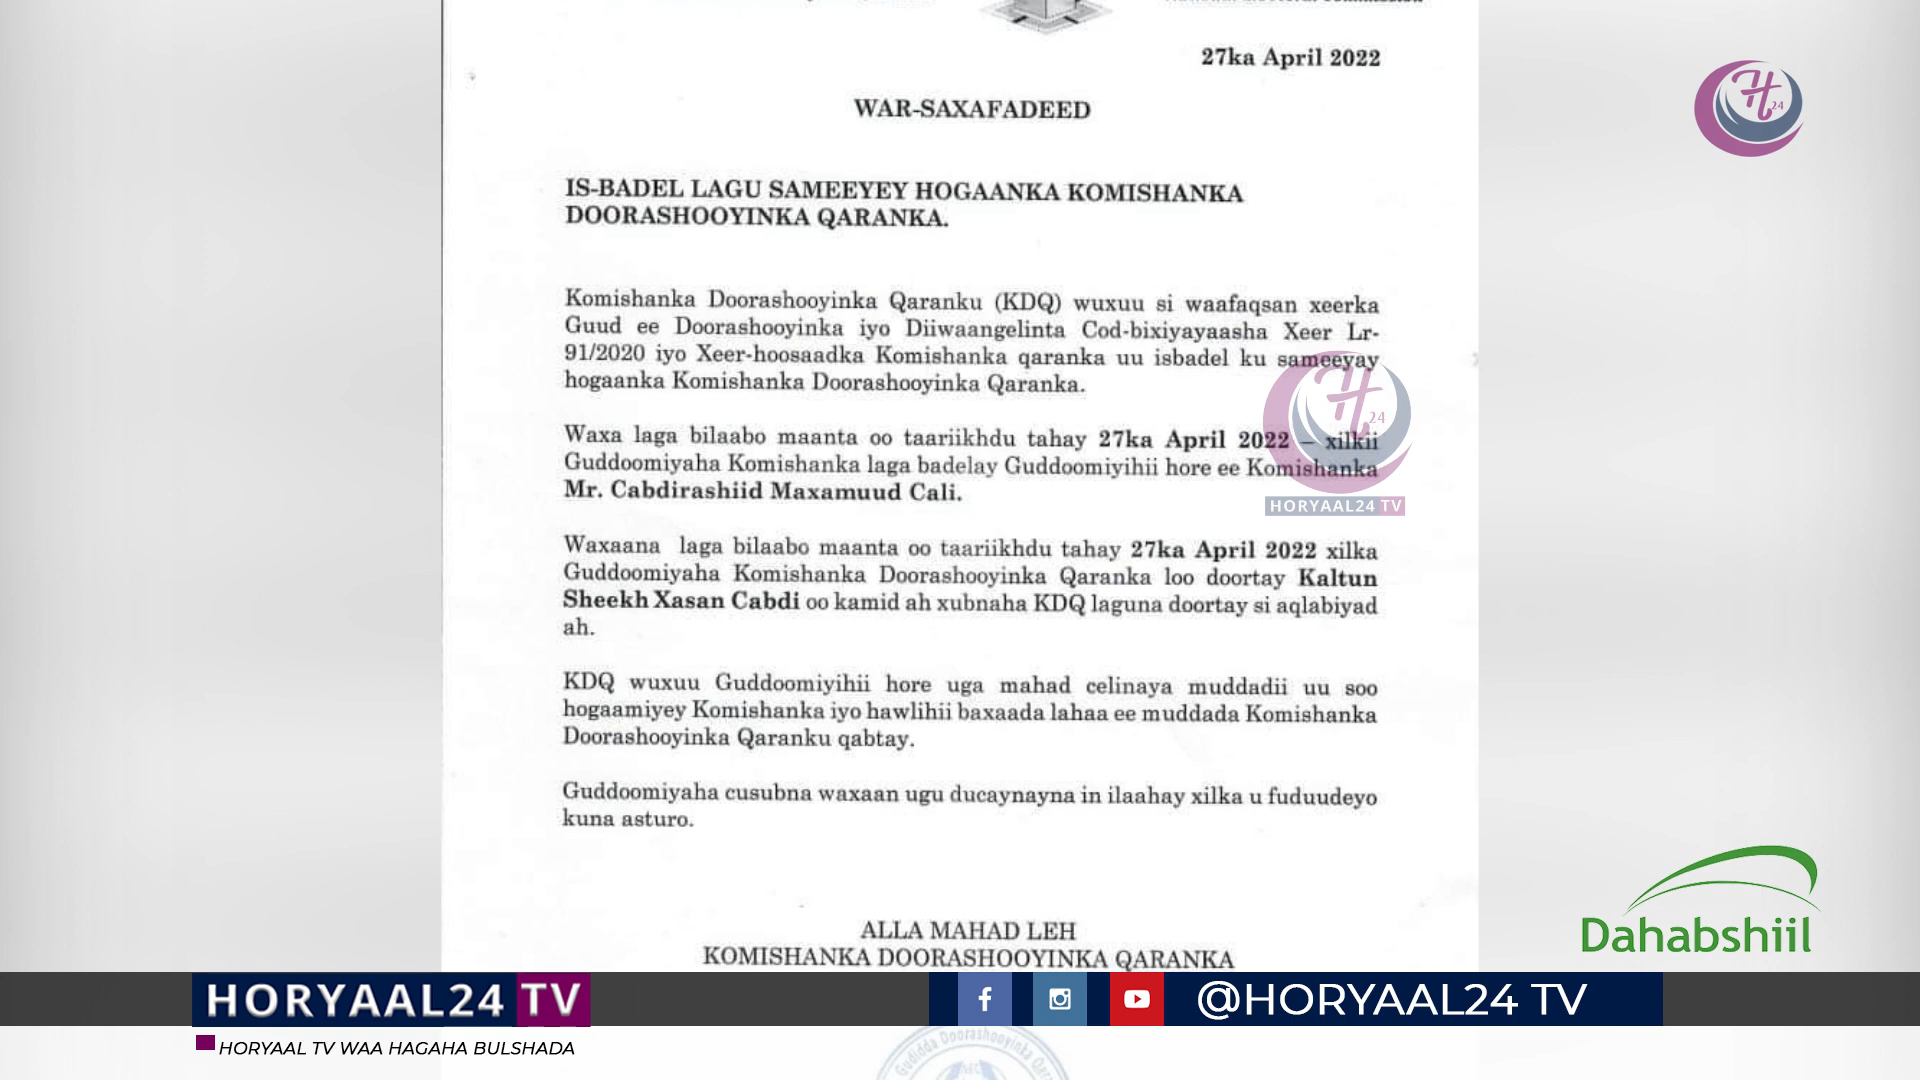 27ka April 2022
WAR-SAXAFADEED
IS-BADEL LAGU SAMEEYEY HOGAANKA KOMISHANKA
DOORASHOOYINKA QARANKA.
Komishanka Doorashooyinka Qaranku (KDQ) wuxuu si waafaqsan xeerka
Guud ee Doorashooyinka iyo Diiwaangelinta Cod-bixiyayaasha Xeer Lr-
91/2020 iyo Xeer-hoosaadka Komishanka qaranka uu isbadel ku sameeyay
hogaanka Komishanka Doorashooyinka Qaranka.
Waxa laga bilaabo maanta oo taariikhdu tahay 27ka April 2022 – xilkii
Guddoomiyaha Komishanka laga badelay Guddoomiyihii hore ee Komishanka
Mr. Cabdirashiid Maxamuud Cali.
Waxaana laga bilaabo maanta oo taariikhdu tahay 27ka April 2022 xilka
Guddoomiyaha Komishanka Doorashooyinka Qaranka loo doortay Kaltun
Sheekh Xasan Cabdi oo kamid ah xubnaha KDQ laguna doortay si aqlabiyad
ah.
KDQ wuxuu Guddoomiyihii hore uga mahad celinaya muddadii uu soo
hogaamiyey Komishanka iyo hawlihii baxaada lahaa ee muddada Komishanka
Doorashooyinka Qaranku qabtay.
Guddoomiyaha cusubna waxaan ugu ducaynayna in ilaahay xilka u fuduudeyo
kuna asturo.
ALLA MAHAD LEH
KOMISHANKA DOORASHOOYINKA QARANKA
H 24
H 24
HORYAAL24 TV
Dahabshiil
HORYAAL24 TV
@HORYAAL24 TV
HORYAAL TV WAA HAGAHA BULSHADA
Gudidda Doorashooyinka